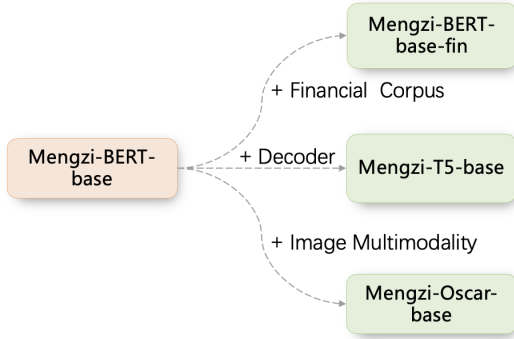 Mengzi-BERT-
base-fin
+ Financial Corpus
Mengzi-BERT-
base
+ Decoder
Mengzi-T5-base
+ Image Multimodality
Mengzi-Oscar-
base